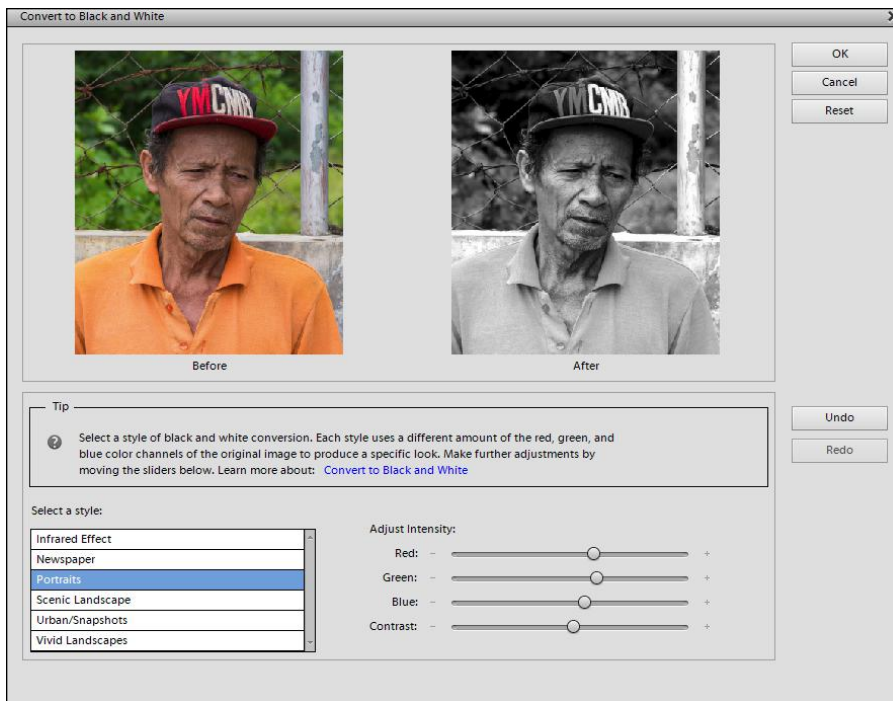 Convert to Black and White
OK
Cancel
Reset
YMCMB
YMCMB
Before
After
Tip
Select a style of black and white conversion. Each style uses a different amount of the red, green, and
blue color channels of the original image to produce a specific look. Make further adjustments by
moving the sliders below. Learn more about: Convert to Black and White
Undo
Redo
Select a style:
Infrared Effect
Newspaper
Portraits
Scenic Landscape
Urban/Snapshots
Vivid Landscapes
Adjust Intensity:
Red: - +
Green: - +
Blue: - +
Contrast: - +